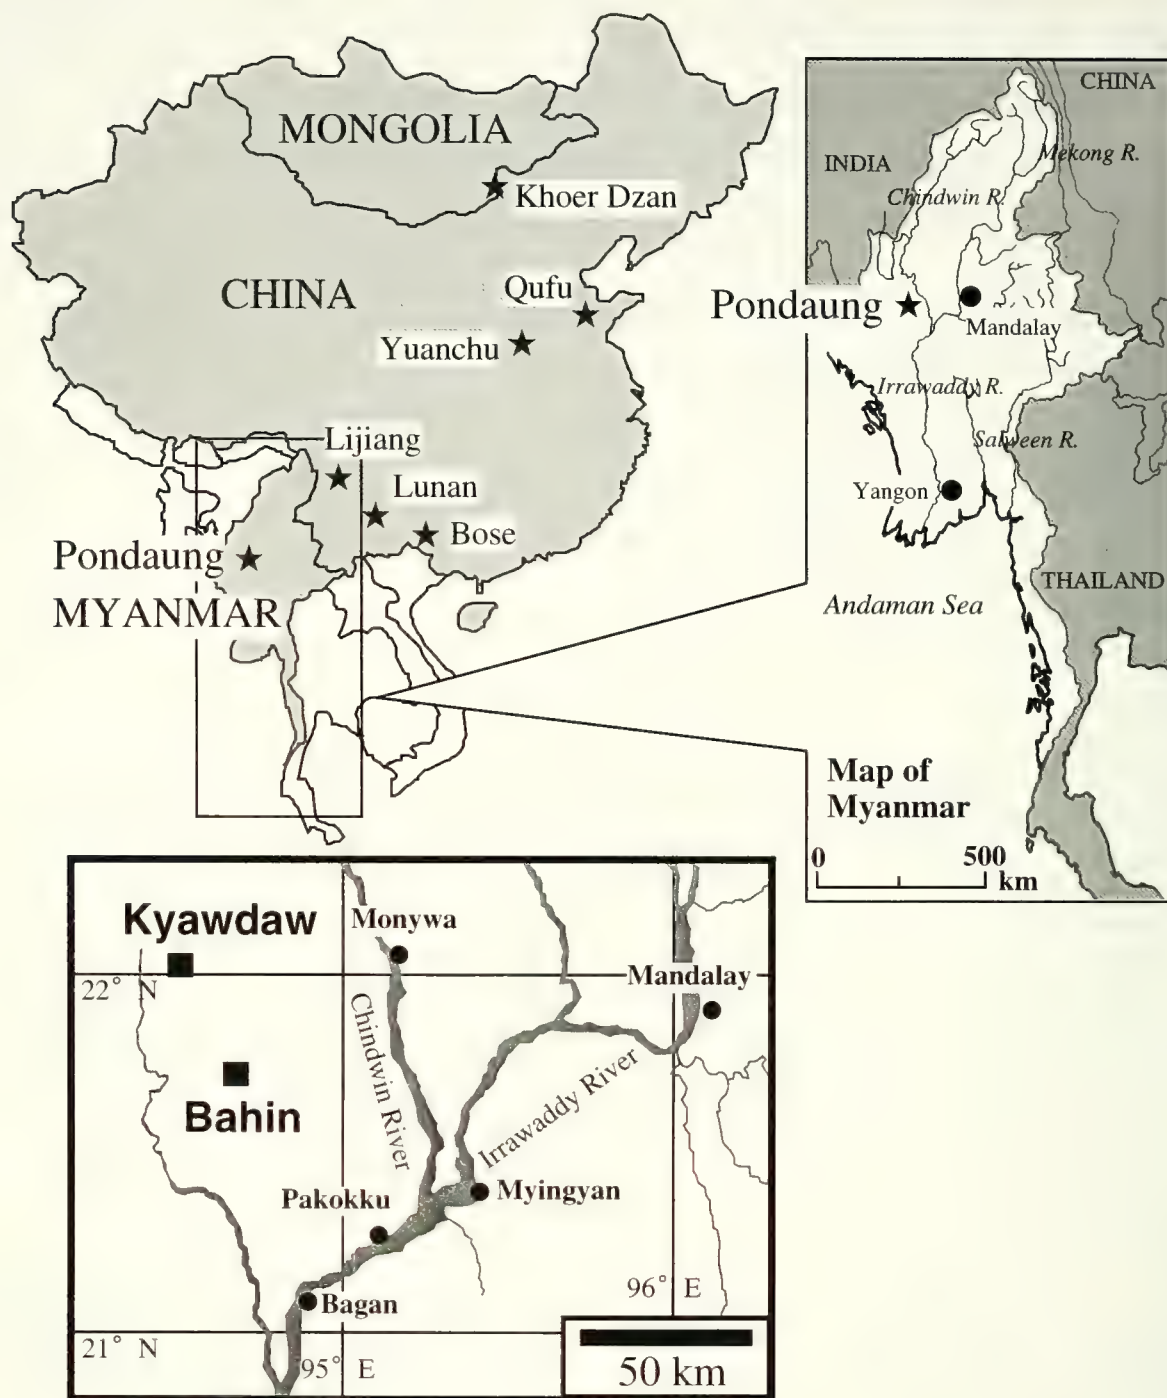 MONGOLIA
Khoer Dzan
CHINA
Qufu
Yuanchu
Lijiang
Lunan
Bose
Pondaung
MYANMAR
CHINA
INDIA
Mekong R.
Chindwin R.
Pondaung
Mandalay
Irrawaddy R.
Salween R.
Yangon
THAILAND
Andaman Sea
Map of
Myanmar
0 500
km
Kyawdaw
Monywa
Mandalay
22° N
Chindwin River
Bahin
Irrawaddy River
Pakokku
Myingyan
Bagan
96° E
21° N
95° E
50 km